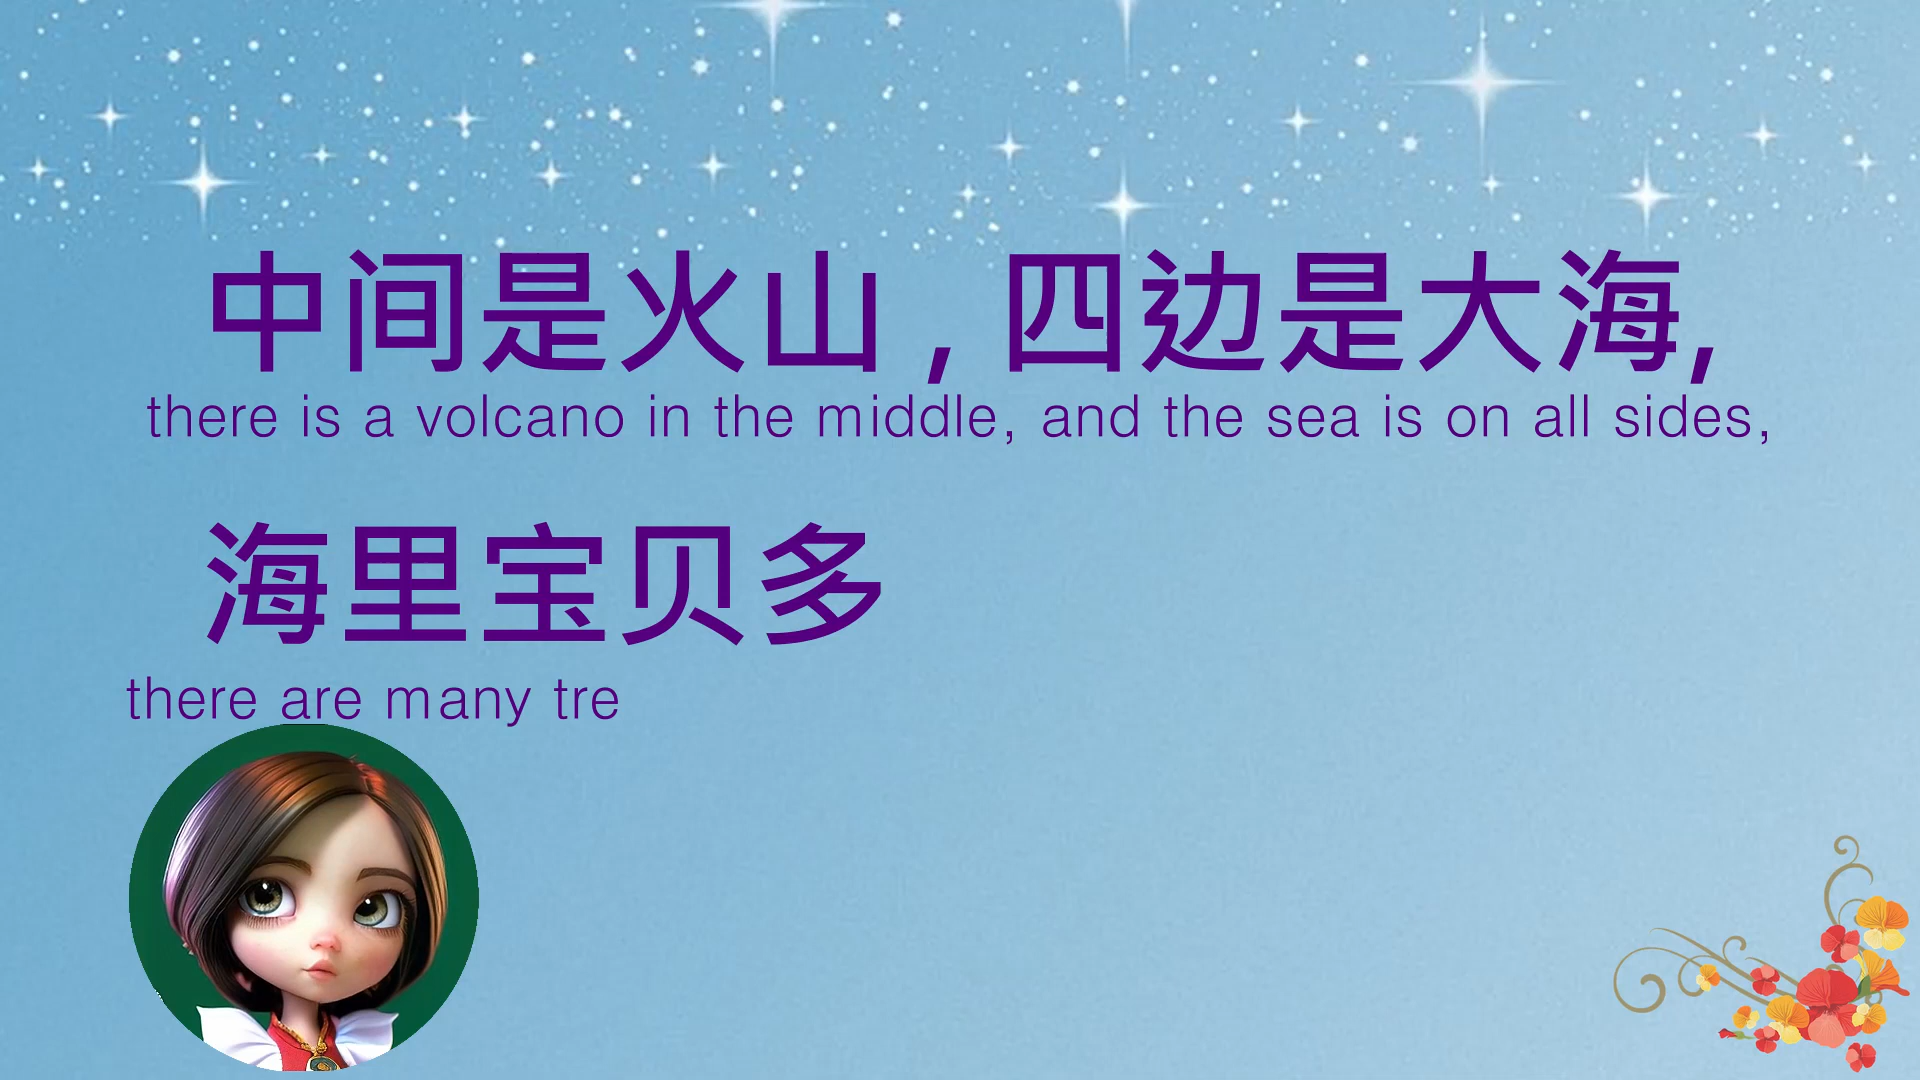 中间是火山，四边是大海,
there is a volcano in the middle, and the sea is on all sides,
海里宝贝多
there are many tre